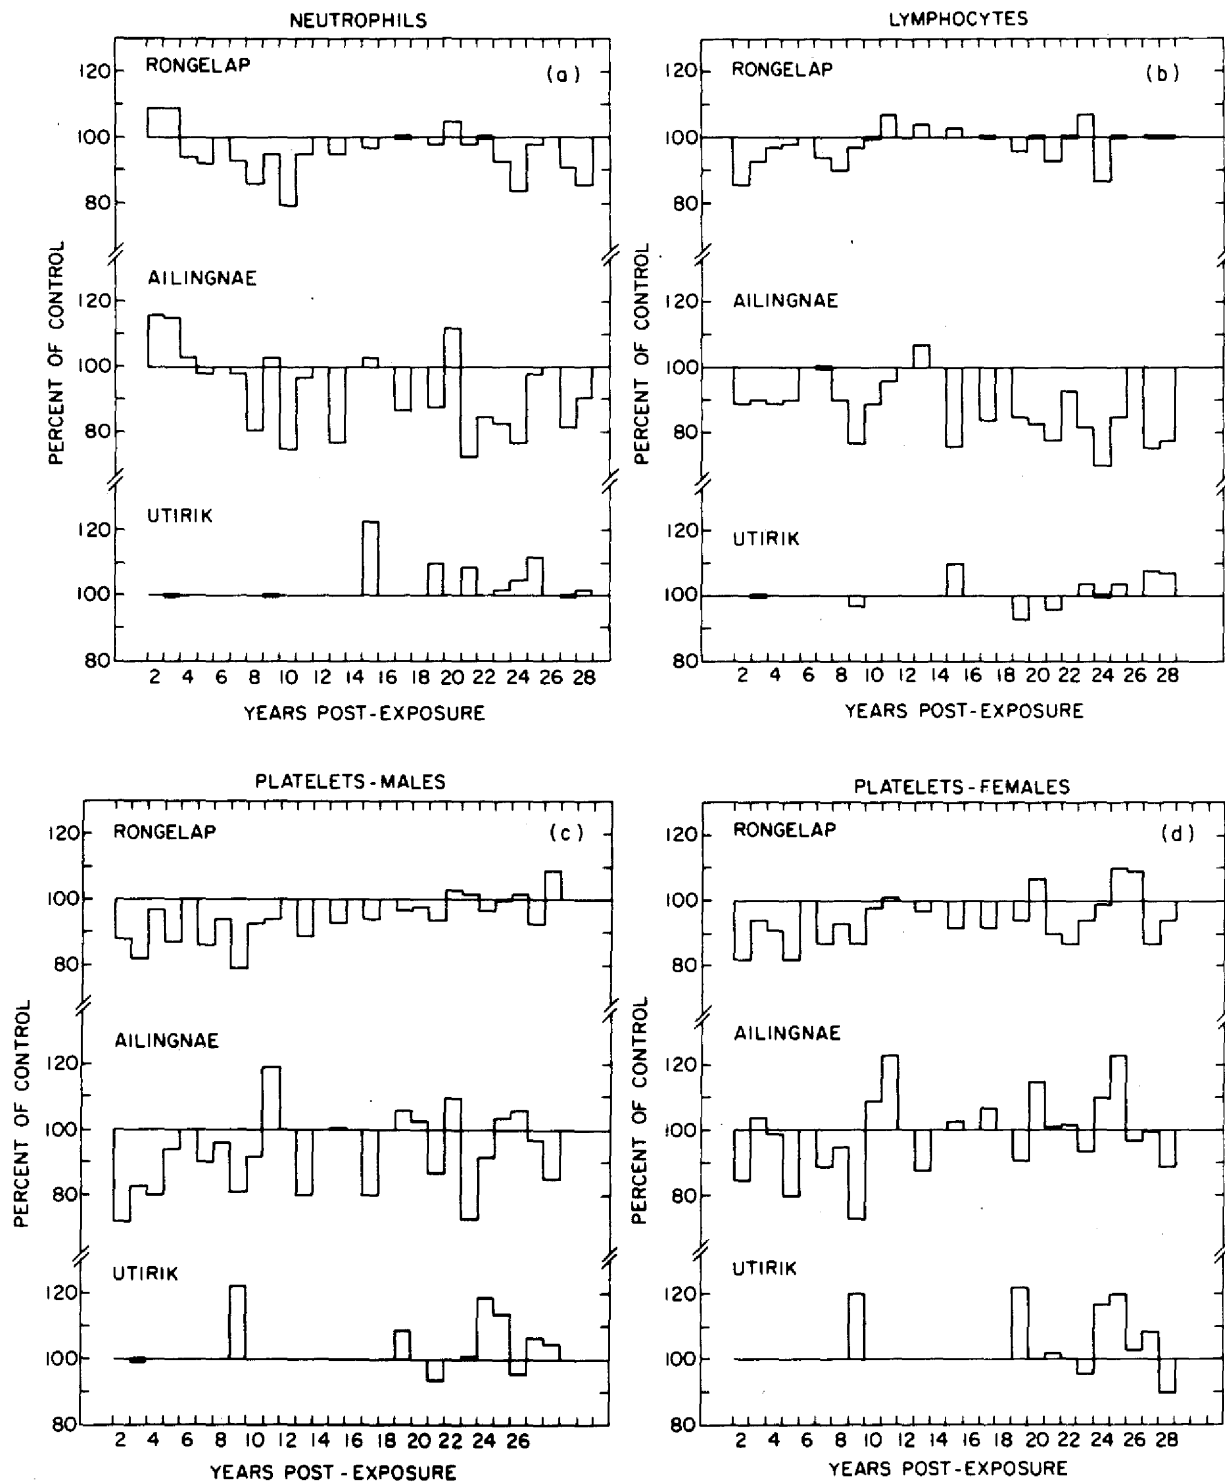 NEUTROPHILS
RONGELAP
(a)
120
100
80
AILINGNAE
120
100
80
UTIRIK
120
100
80
PERCENT OF CONTROL
2 4 6 8 10 12 14 16 18 20 22 24 26 28
YEARS POST-EXPOSURE
LYMPHOCYTES
RONGELAP
(b)
120
100
80
AILINGNAE
120
100
80
UTIRIK
120
100
80
PERCENT OF CONTROL
2 4 6 8 10 12 14 16 18 20 22 24 26 28
YEARS POST-EXPOSURE
PLATELETS-MALES
RONGELAP
(c)
120
100
80
AILINGNAE
120
100
80
UTIRIK
120
100
80
PERCENT OF CONTROL
2 4 6 8 10 12 14 16 18 20 22 24 26
YEARS POST-EXPOSURE
PLATELETS-FEMALES
RONGELAP
(d)
120
100
80
AILINGNAE
120
100
80
UTIRIK
120
100
80
PERCENT OF CONTROL
2 4 6 8 10 12 14 16 18 20 22 24 26 28
YEARS POST-EXPOSURE